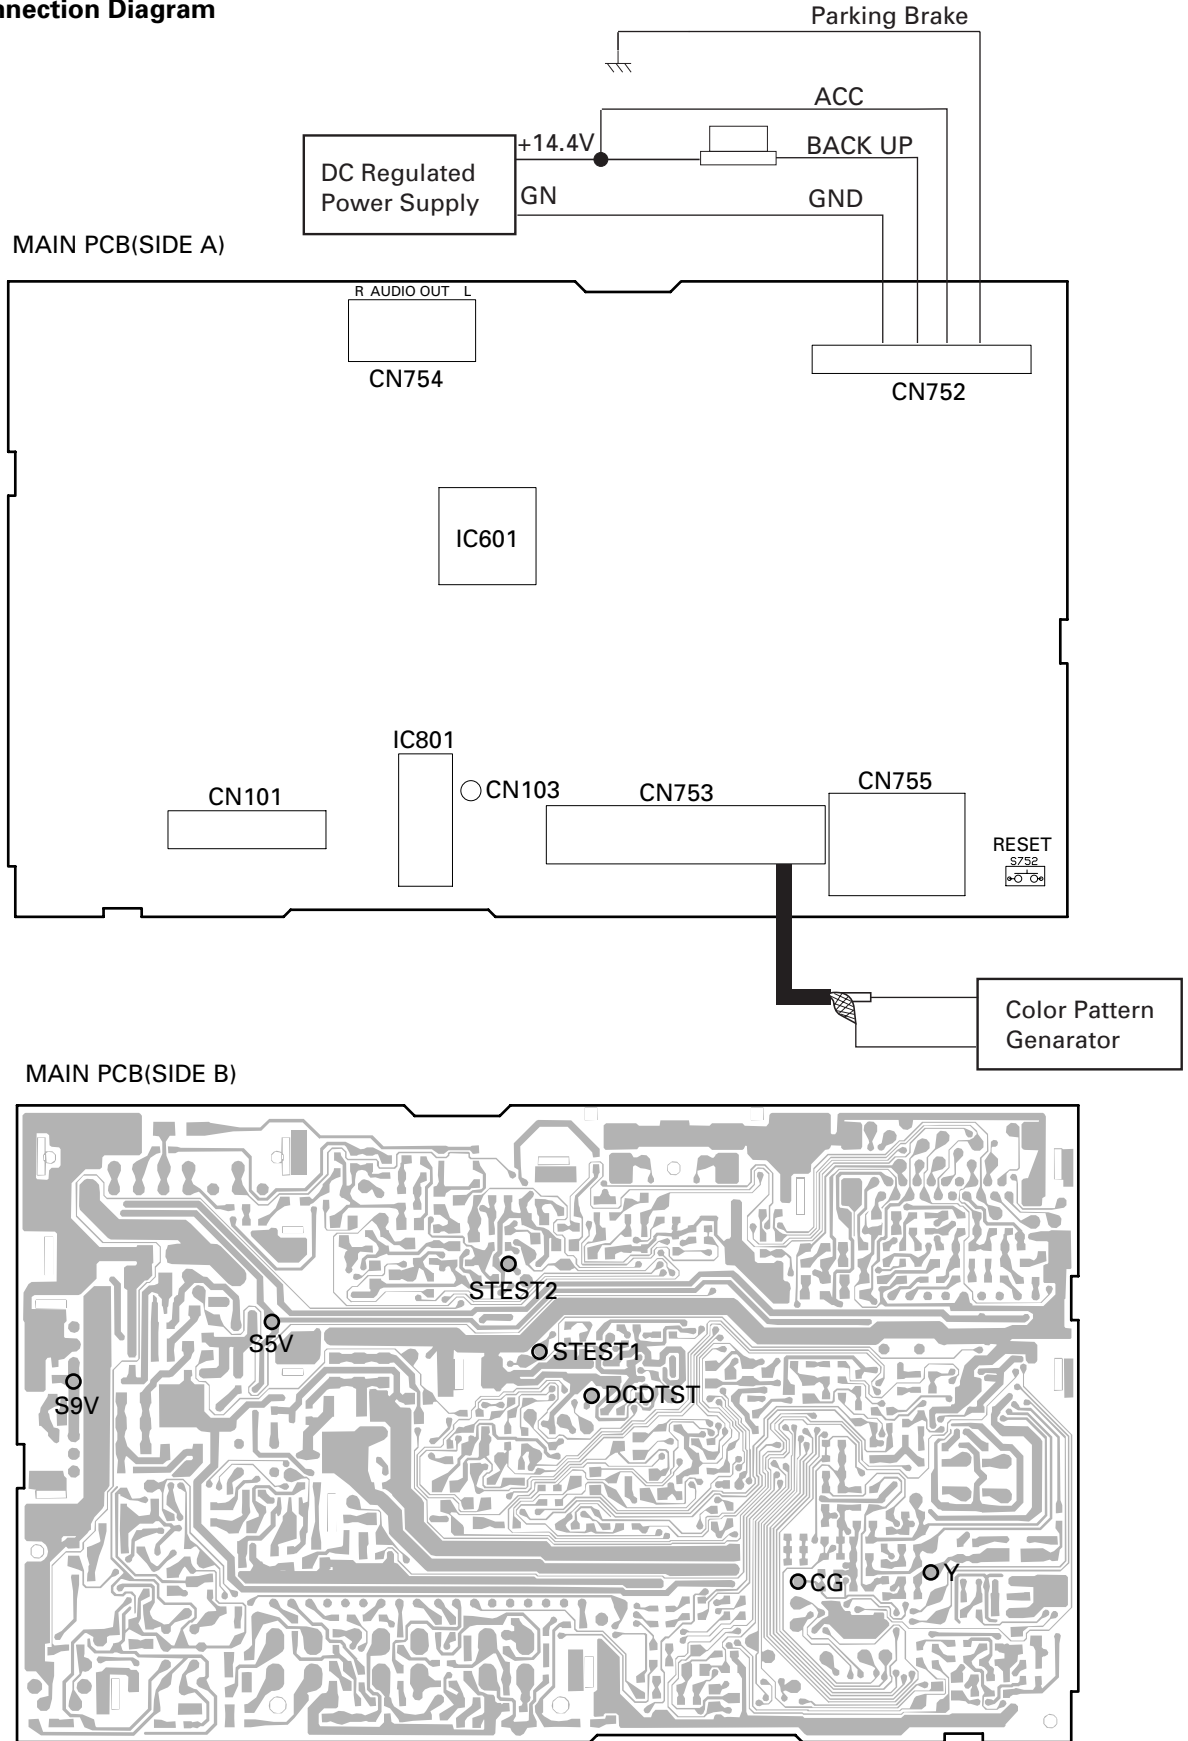 nnection Diagram
Parking Brake
ACC
+14.4V
BACK UP
DC Regulated
Power Supply
GN
GND
MAIN PCB(SIDE A)
R AUDIO OUT L
CN754
CN752
IC601
IC801
CN103
CN101
CN753
CN755
RESET
S752
Color Pattern
Genarator
MAIN PCB(SIDE B)
STEST2
S5V
STEST1
DCDTST
S9V
CG
Y